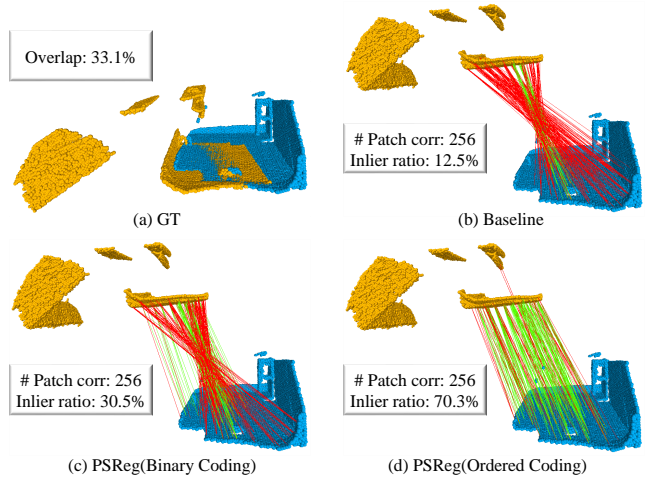 Overlap: 33.1%
(a) GT
# Patch corr: 256
Inlier ratio: 12.5%
(b) Baseline
# Patch corr: 256
Inlier ratio: 30.5%
(c) PSReg(Binary Coding)
# Patch corr: 256
Inlier ratio: 70.3%
(d) PSReg(Ordered Coding)